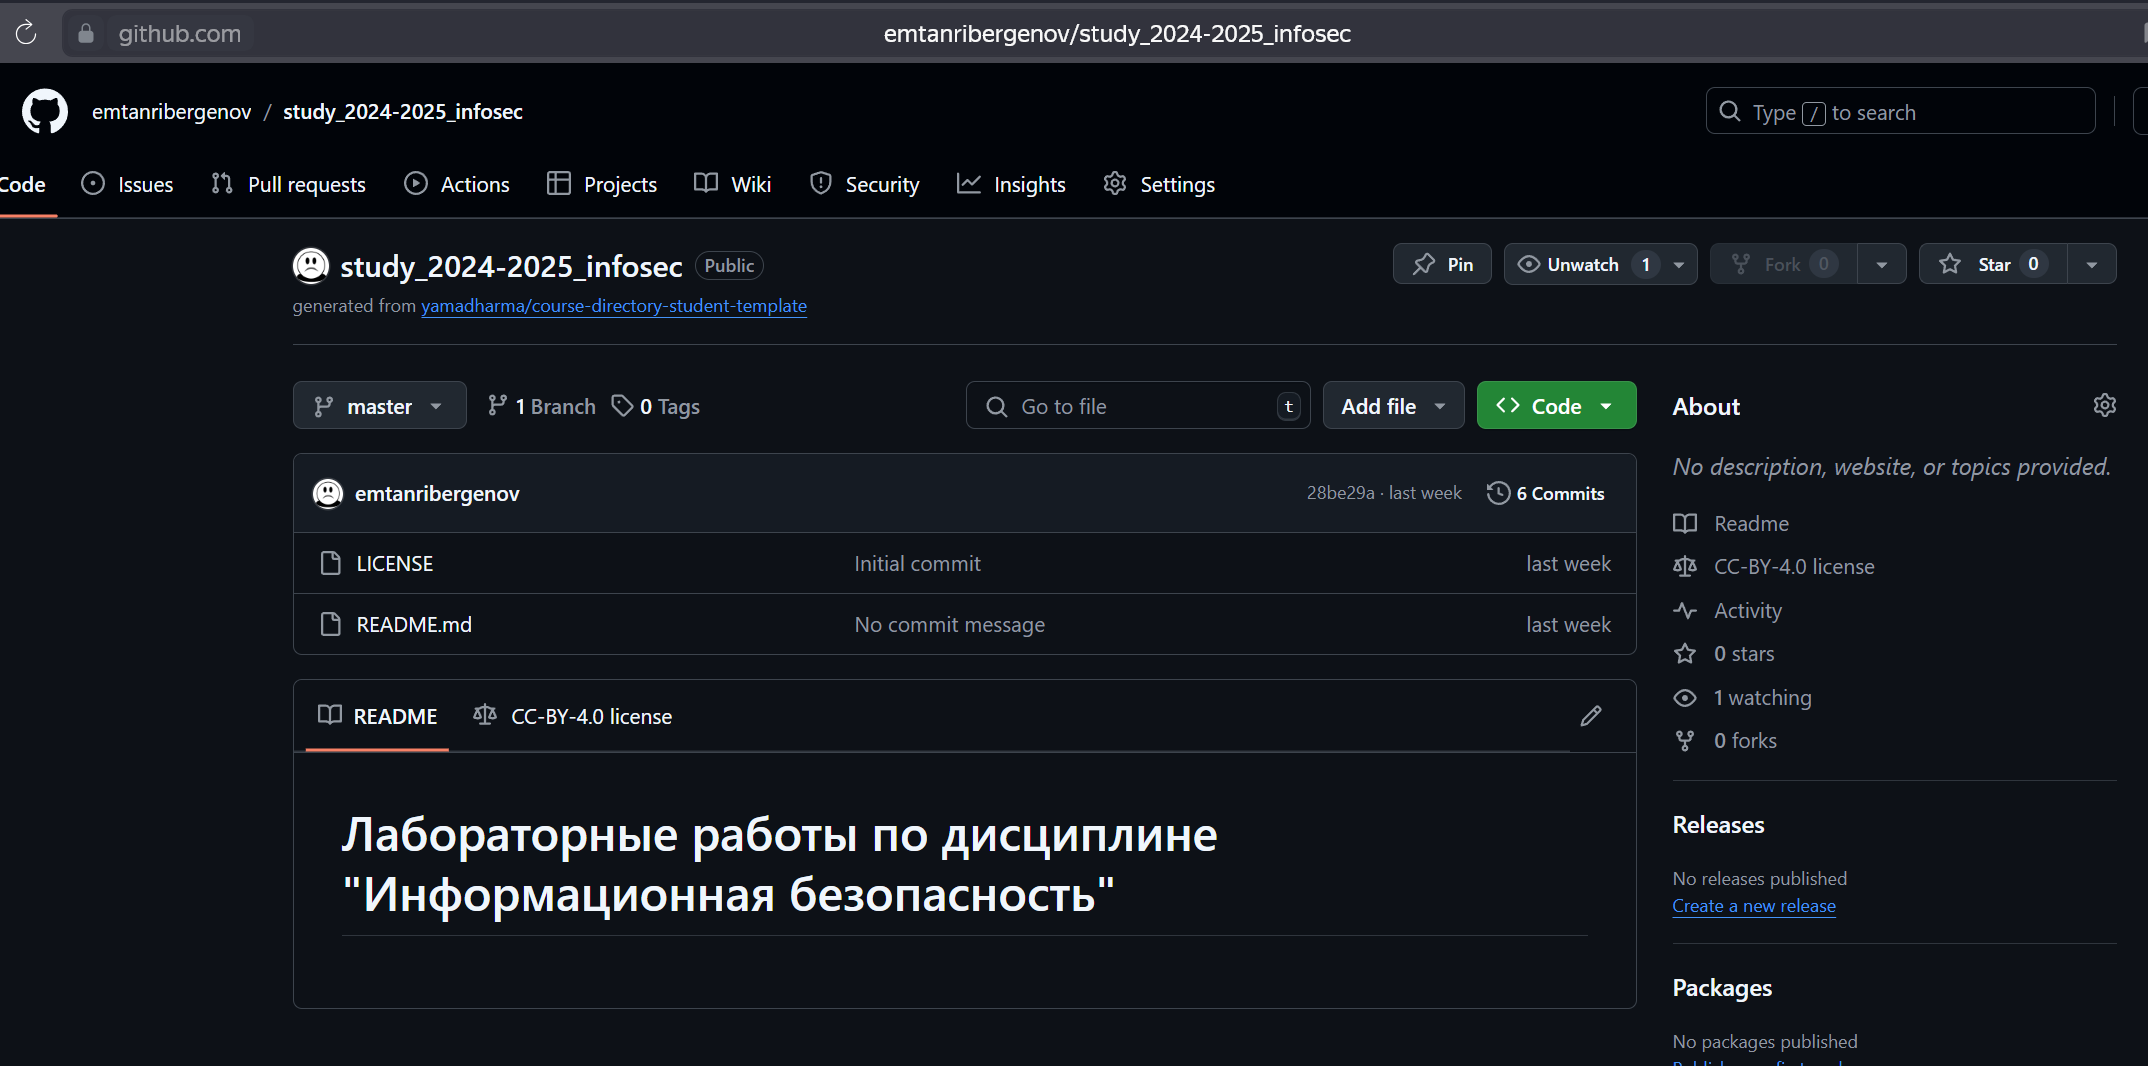 github.com
emtanribergenov/study_2024-2025_infosec
emtanribergenov / study_2024-2025_infosec
Type / to search
Code Issues Pull requests Actions Projects Wiki Security Insights Settings
study_2024-2025_infosec Public
Pin Unwatch 1 Fork 0 Star 0
generated from yamadharma/course-directory-student-template
master 1 Branch 0 Tags Go to file t Add file Code
emtanribergenov 28be29a · last week 6 Commits
LICENSE Initial commit last week
README.md No commit message last week
README CC-BY-4.0 license
Лабораторные работы по дисциплине
"Информационная безопасность"
About
No description, website, or topics provided.
Readme
CC-BY-4.0 license
Activity
0 stars
1 watching
0 forks
Releases
No releases published
Create a new release
Packages
No packages published